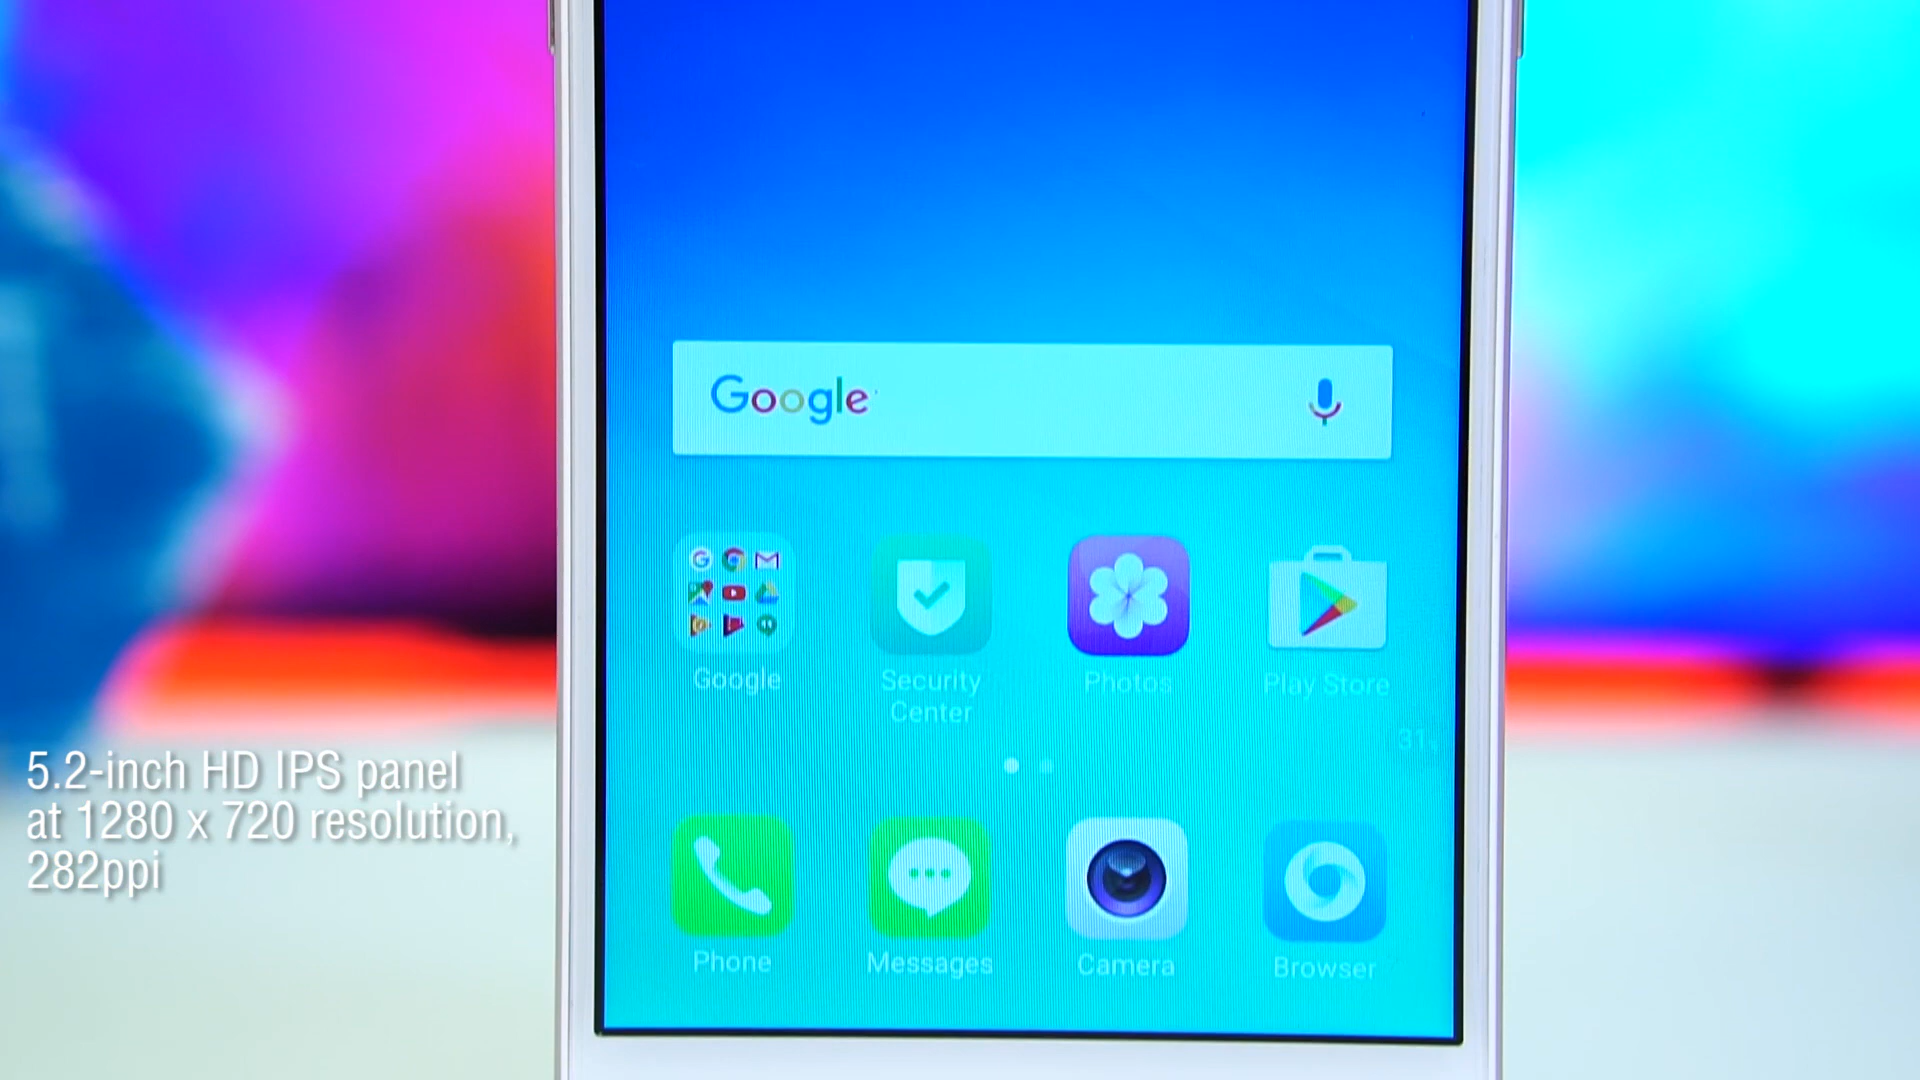 Google
Google
Security
Center
Photos
Play Store
31
5.2-inch HD IPS panel
at 1280 x 720 resolution,
282ppi
Phone
Messages
Camera
Browser